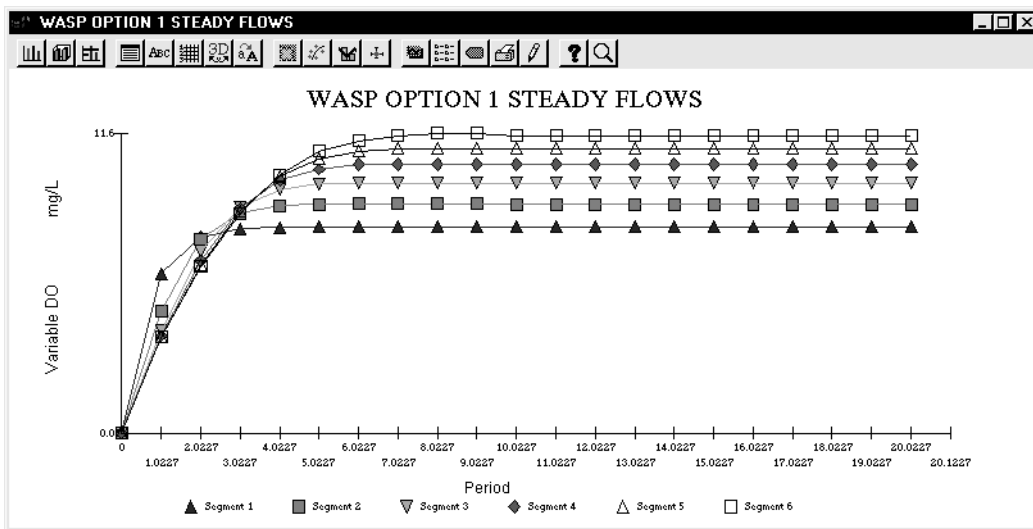 WASP OPTION 1 STEADY FLOWS
ABC 3D aA ?
WASP OPTION 1 STEADY FLOWS
11.6
mg/L
Variable DO
0.0
0 2.0227 4.0227 6.0227 8.0227 10.0227 12.0227 14.0227 16.0227 18.0227 20.0227
1.0227 3.0227 5.0227 7.0227 9.0227 11.0227 13.0227 15.0227 17.0227 19.0227 20.1227
Period
Segment 1 Segment 2 Segment 3 Segment 4 Segment 5 Segment 6